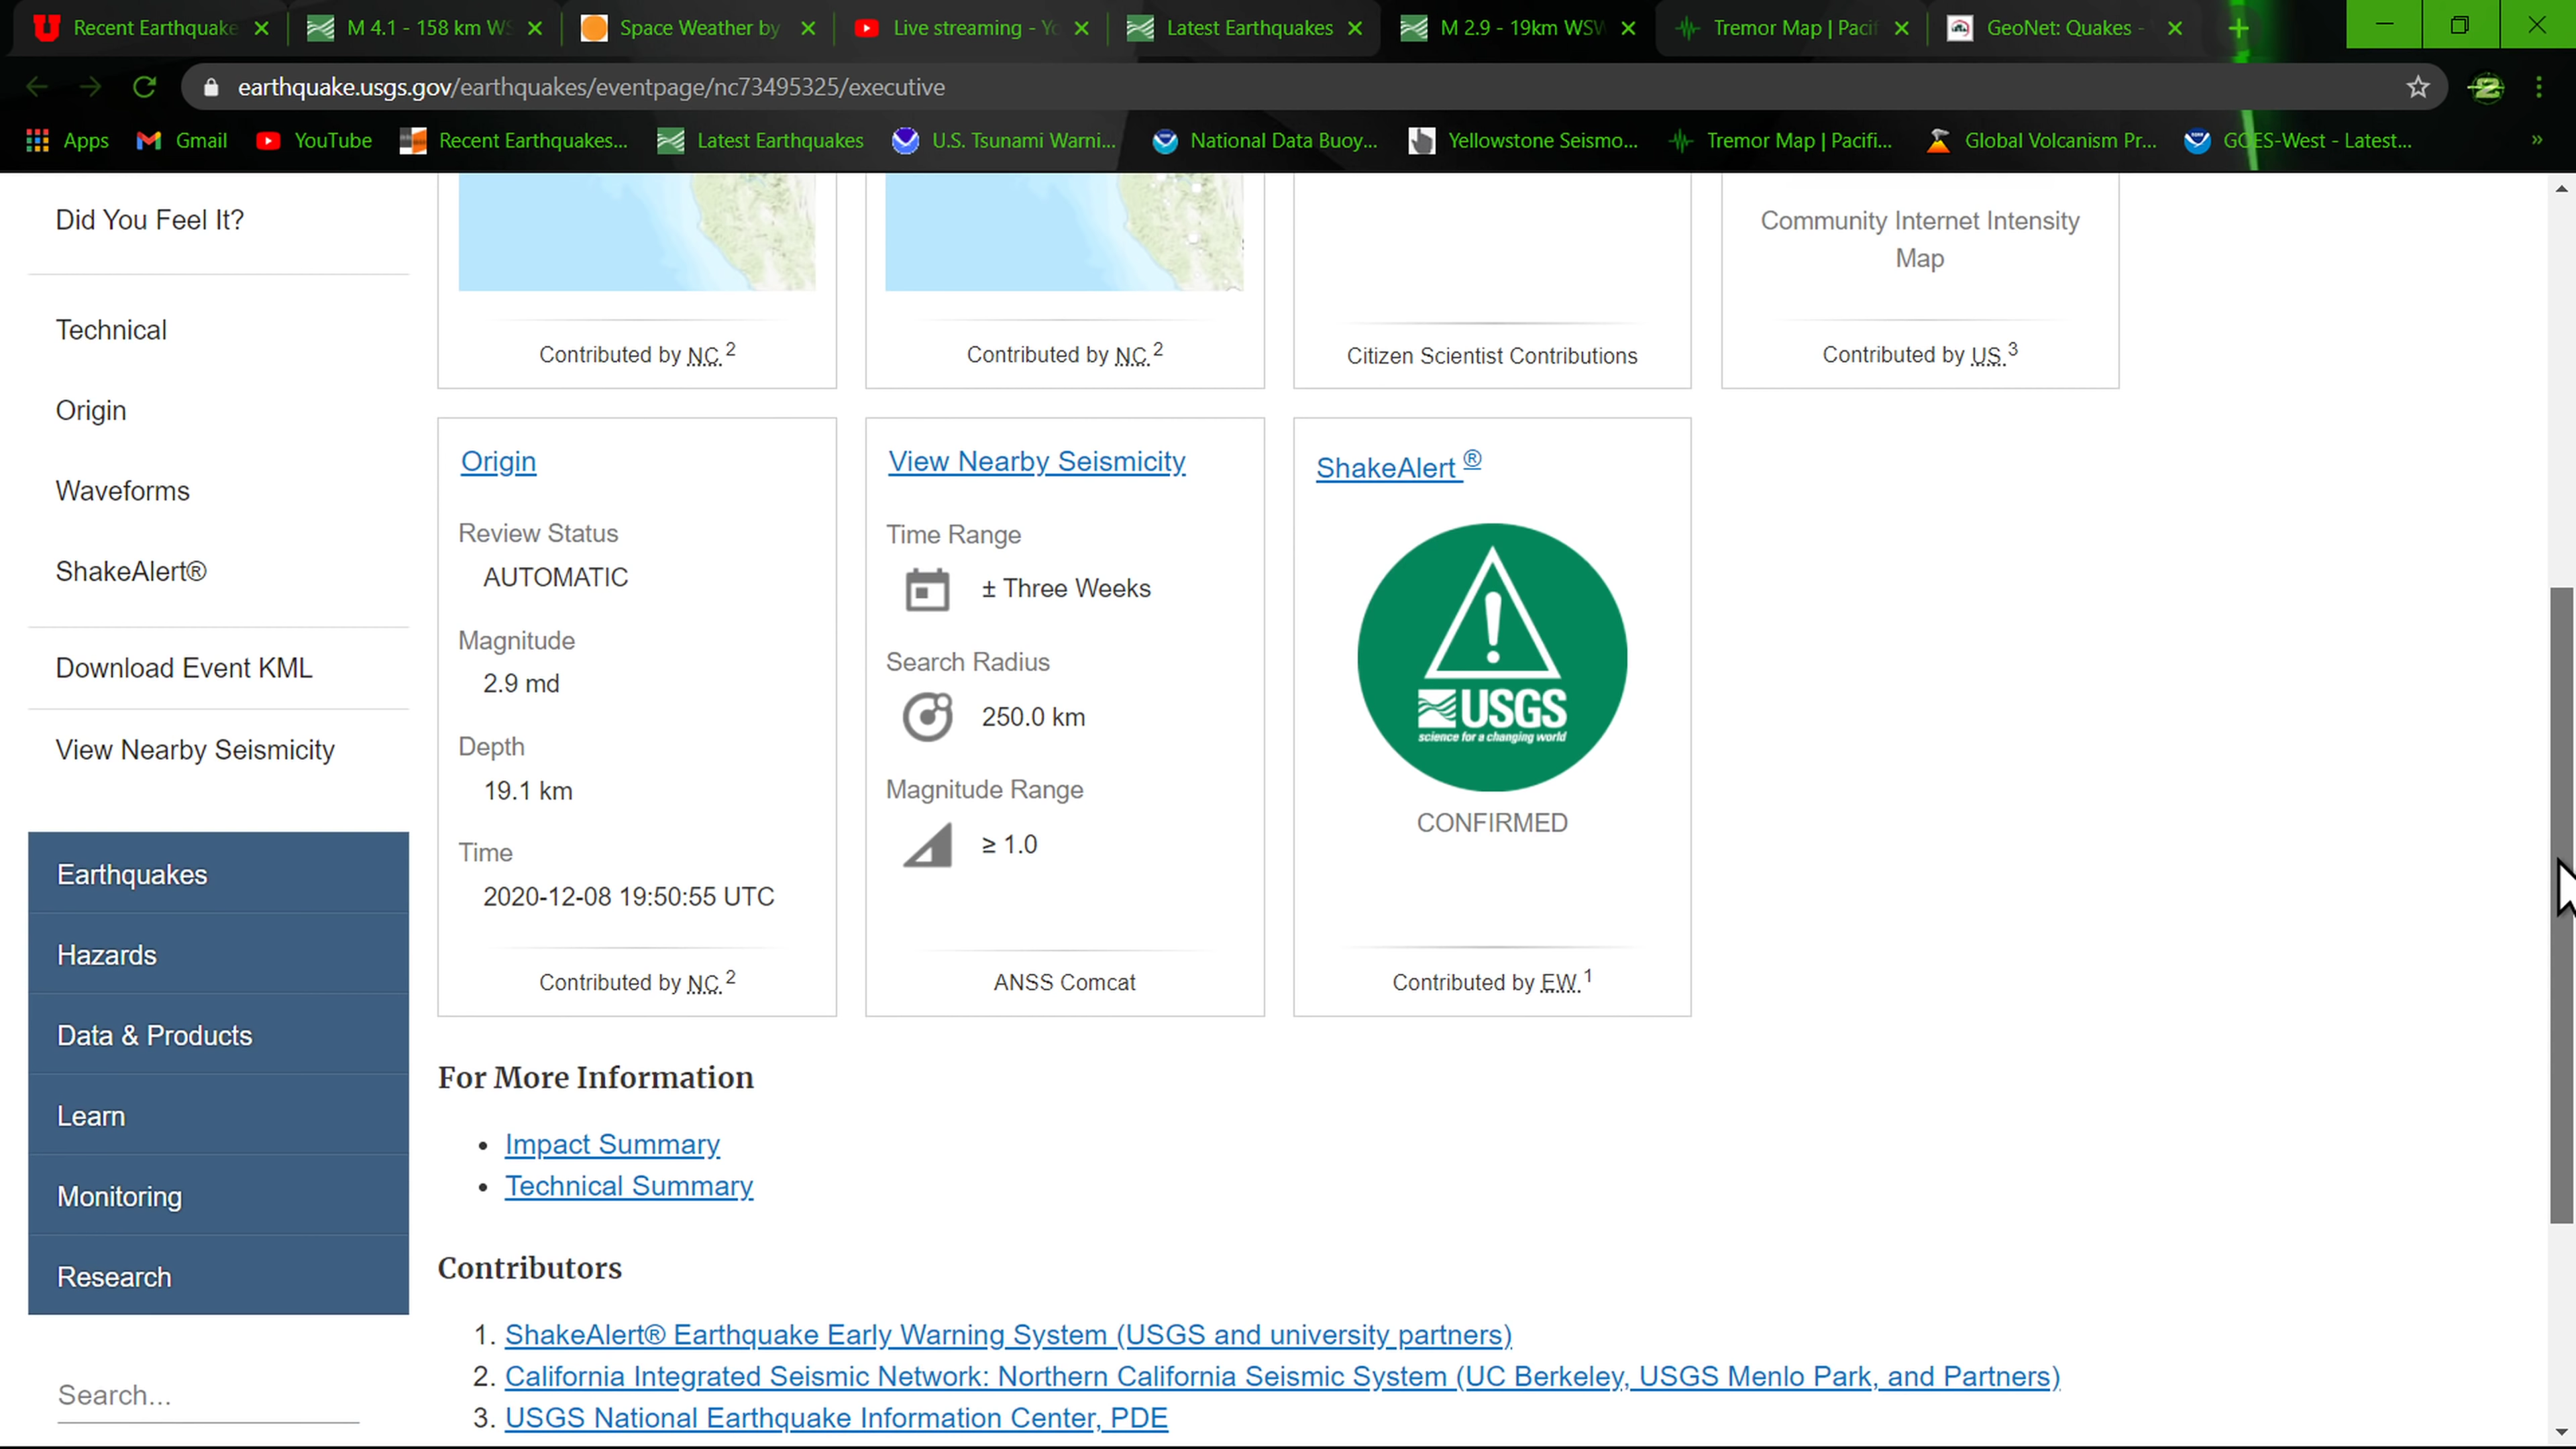 Recent Earthquake
M 4.1 - 158 km WS
Space Weather by
Live streaming - Yo
Latest Earthquakes
M 2.9 - 19km WSW
Tremor Map | Pacif
GeoNet: Quakes -
earthquake.usgs.gov/earthquakes/eventpage/nc73495325/executive
Apps
Gmail
YouTube
Recent Earthquakes...
Latest Earthquakes
U.S. Tsunami Warni...
National Data Buoy...
Yellowstone Seismo...
Tremor Map | Pacifi...
Global Volcanism Pr...
GOES-West - Latest...
»
Did You Feel It?
Technical
Origin
Waveforms
ShakeAlert®
Download Event KML
View Nearby Seismicity
Earthquakes
Hazards
Data & Products
Learn
Monitoring
Research
Search...
Contributed by NC 2
Contributed by NC 2
Citizen Scientist Contributions
Community Internet Intensity
Map
Contributed by US 3
Origin
Review Status
AUTOMATIC
Magnitude
2.9 md
Depth
19.1 km
Time
2020-12-08 19:50:55 UTC
Contributed by NC 2
View Nearby Seismicity
Time Range
± Three Weeks
Search Radius
250.0 km
Magnitude Range
≥ 1.0
ANSS Comcat
ShakeAlert ®
USGS
science for a changing world
CONFIRMED
Contributed by EW 1
For More Information
• Impact Summary
• Technical Summary
Contributors
1. ShakeAlert® Earthquake Early Warning System (USGS and university partners)
2. California Integrated Seismic Network: Northern California Seismic System (UC Berkeley, USGS Menlo Park, and Partners)
3. USGS National Earthquake Information Center, PDE